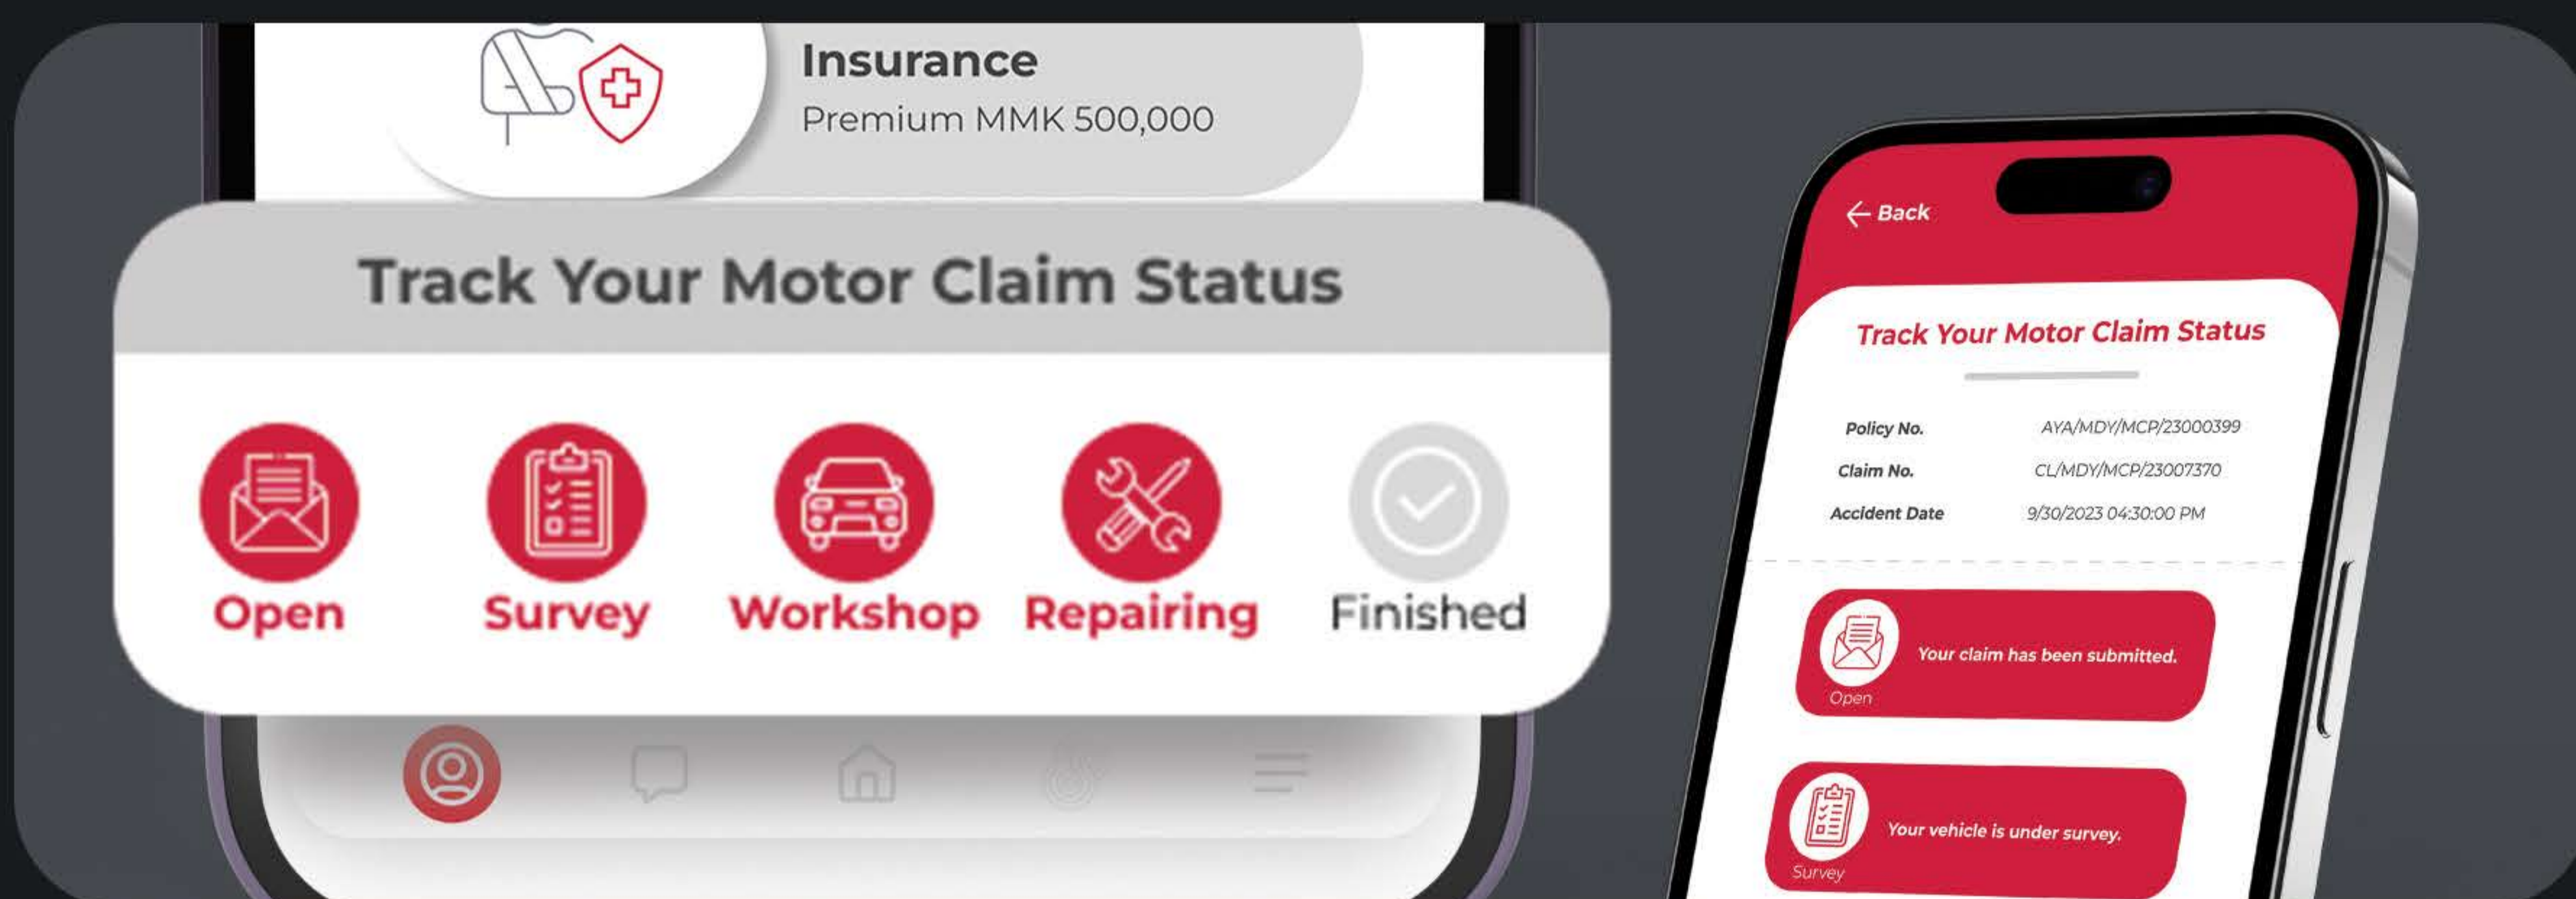 Insurance
Premium MMK 500,000
Track Your Motor Claim Status
Open
Survey
Workshop
Repairing
Finished
Back
Track Your Motor Claim Status
Policy No. AYA/MDY/MCP/23000399
Claim No. CL/MDY/MCP/23007370
Accident Date 9/30/2023 04:30:00 PM
Your claim has been submitted.
Open
Your vehicle is under survey.
Survey